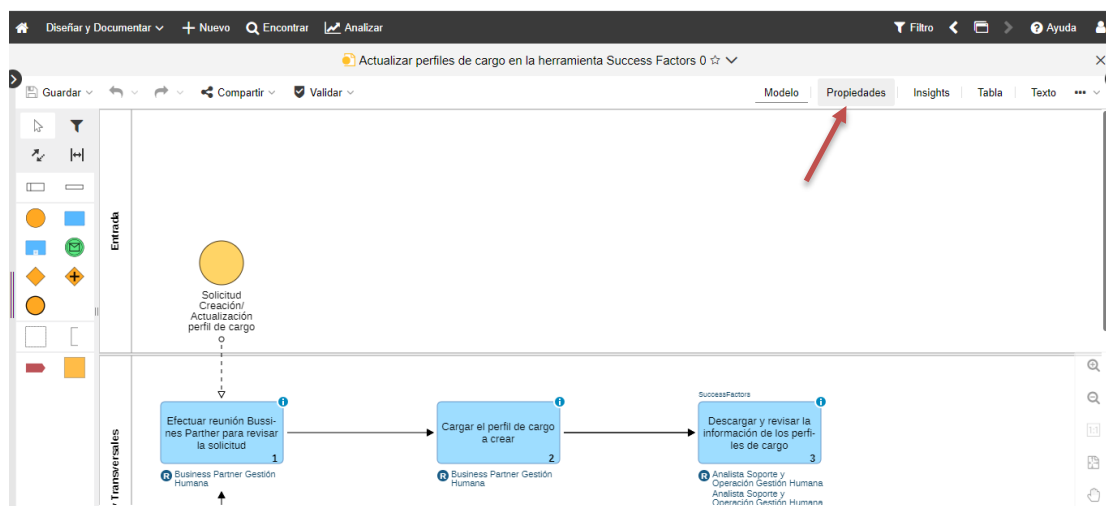 Diseñar y Documentar Nuevo Encontrar Analizar Filtro Ayuda
Actualizar perfiles de cargo en la herramienta Success Factors 0
Guardar Compartir Validar Modelo Propiedades Insights Tabla Texto
Entrada
Solicitud
Creación/
Actualización
perfil de cargo
Transversales
Efectuar reunión Bussi-
nes Parther para revisar
la solicitud
1
R Business Partner Gestión
Humana
Cargar el perfil de cargo
a crear
2
R Business Partner Gestión
Humana
SuccessFactors
Descargar y revisar la
información de los perfi-
les de cargo
3
R Analista Soporte y
Operación Gestión Humana
Analista Soporte y
Operación Gestión Humana
1:1